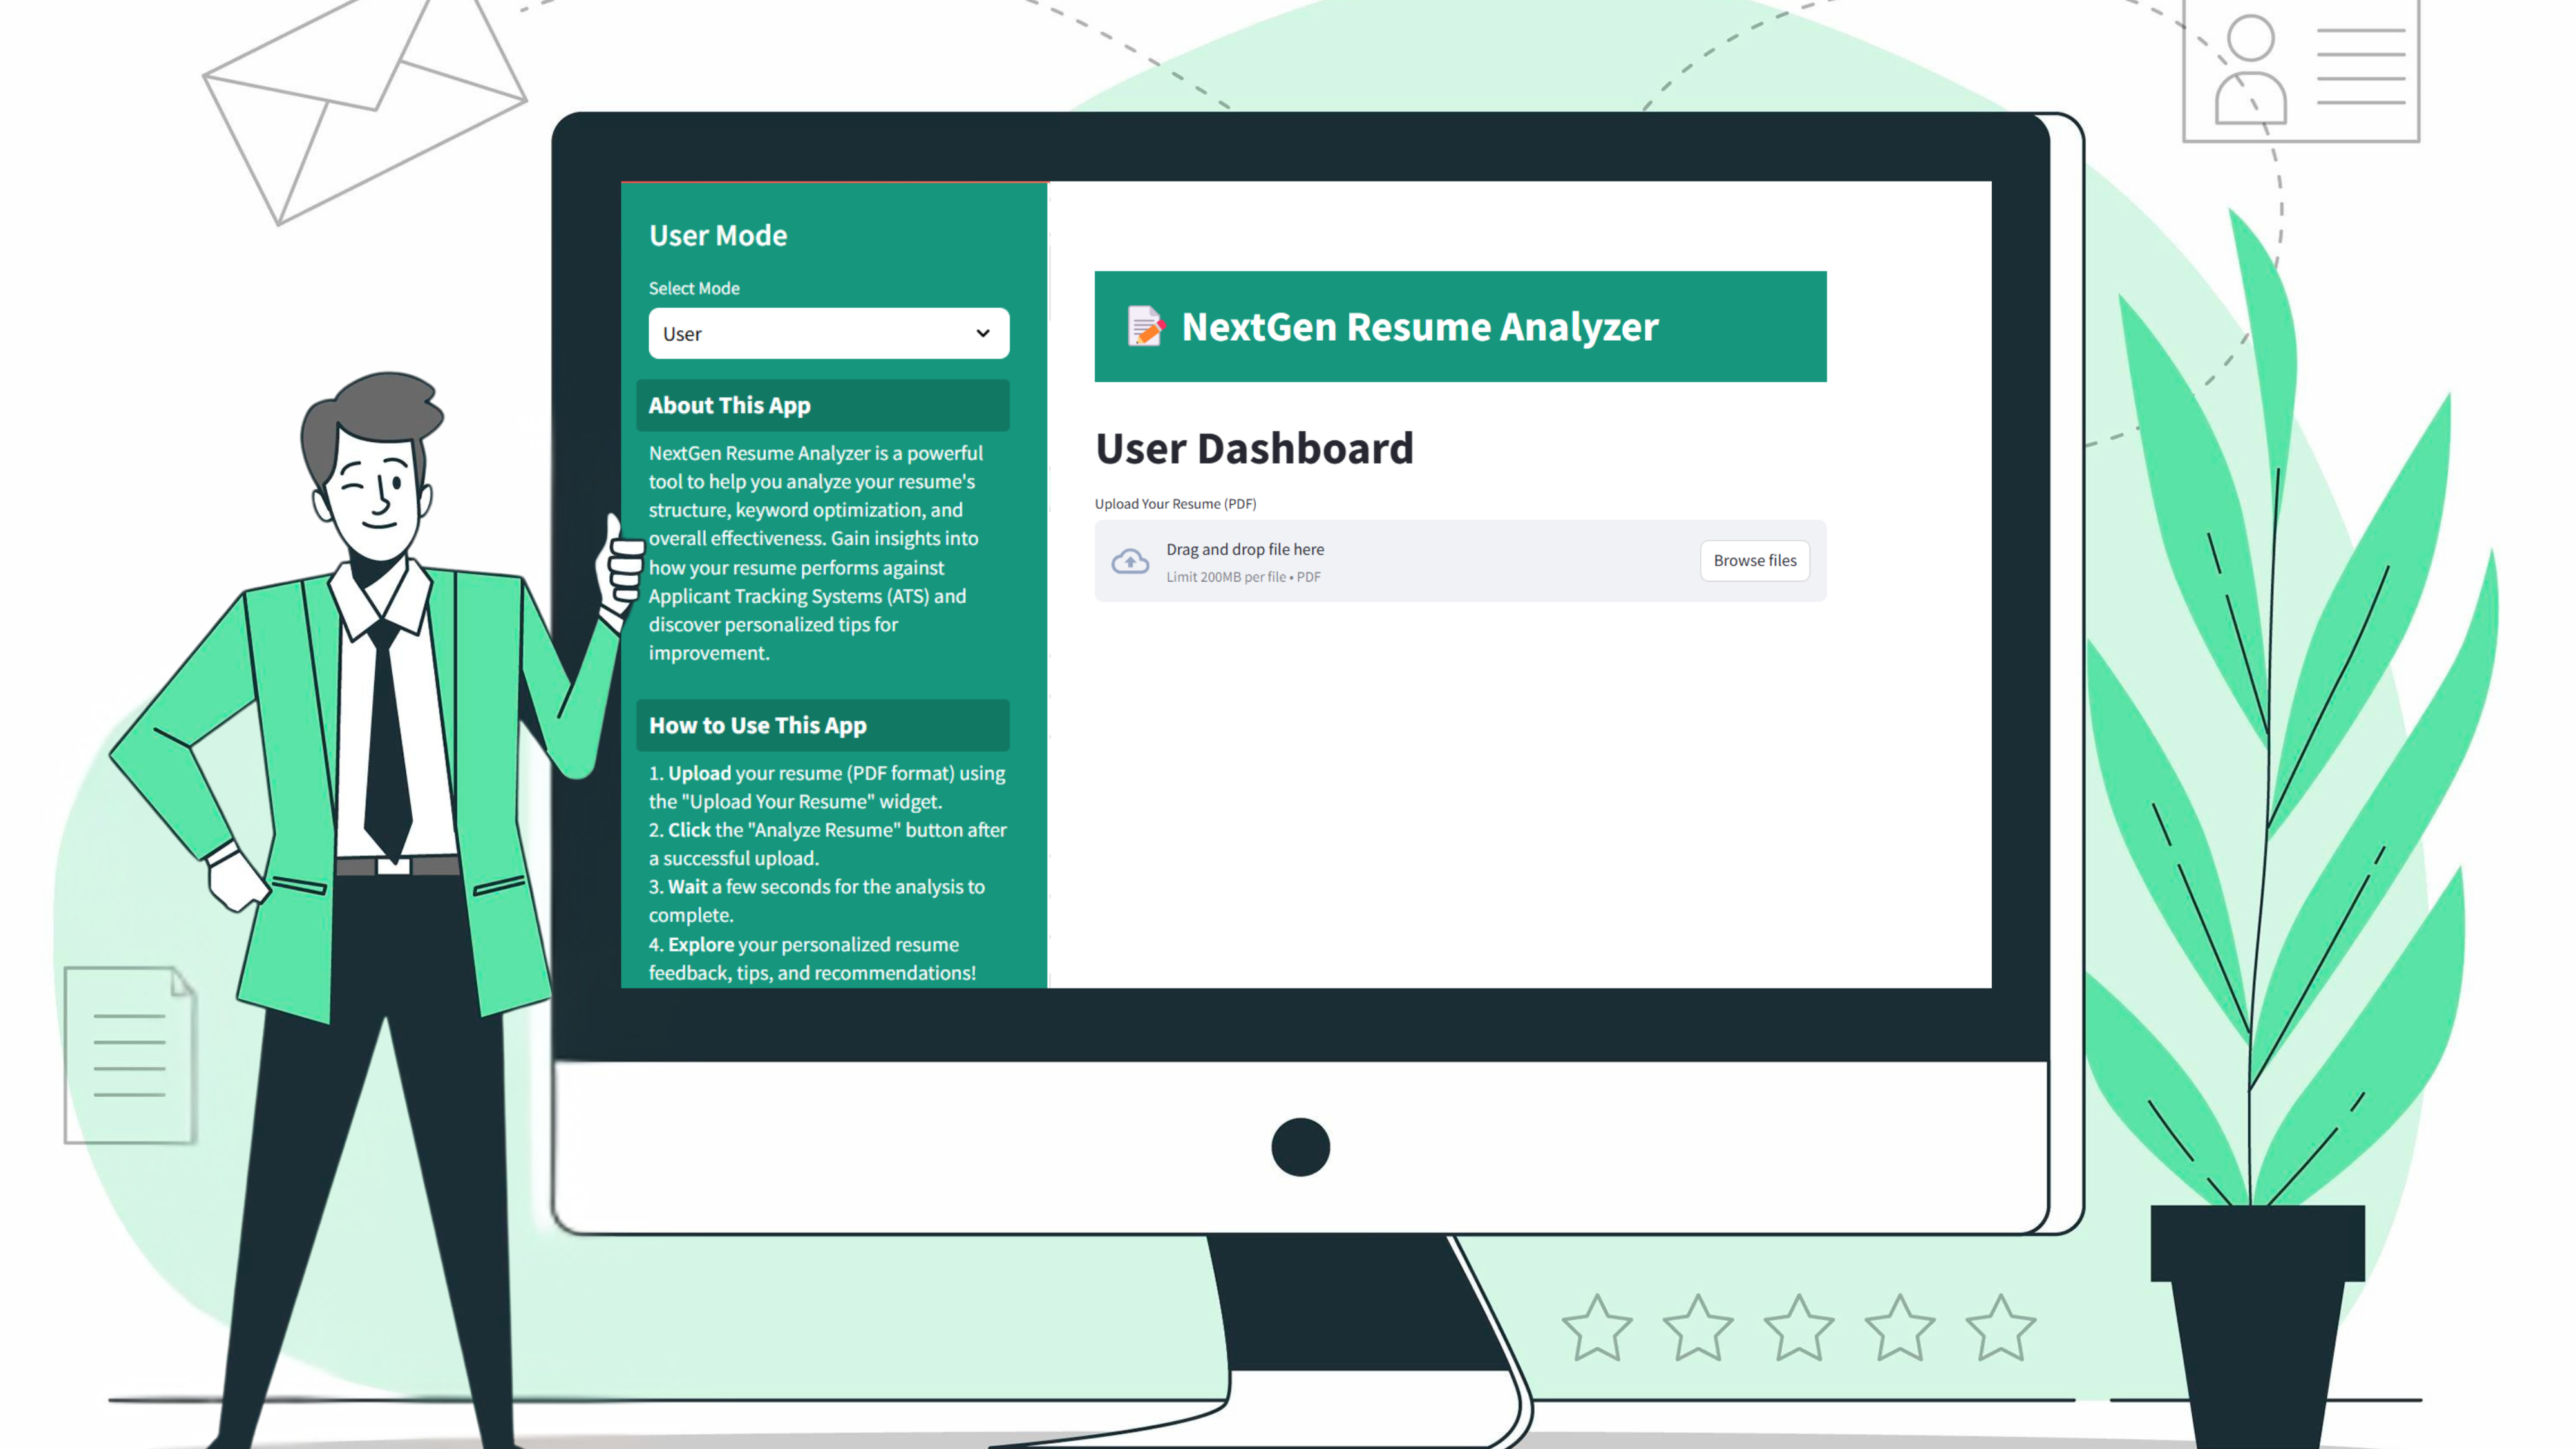 User Mode
Select Mode
User
About This App
NextGen Resume Analyzer is a powerful
tool to help you analyze your resume's
structure, keyword optimization, and
overall effectiveness. Gain insights into
how your resume performs against
Applicant Tracking Systems (ATS) and
discover personalized tips for
improvement.
How to Use This App
1. Upload your resume (PDF format) using
the "Upload Your Resume" widget.
2. Click the "Analyze Resume" button after
a successful upload.
3. Wait a few seconds for the analysis to
complete.
4. Explore your personalized resume
feedback, tips, and recommendations!
NextGen Resume Analyzer
User Dashboard
Upload Your Resume (PDF)
Drag and drop file here
Limit 200MB per file • PDF
Browse files